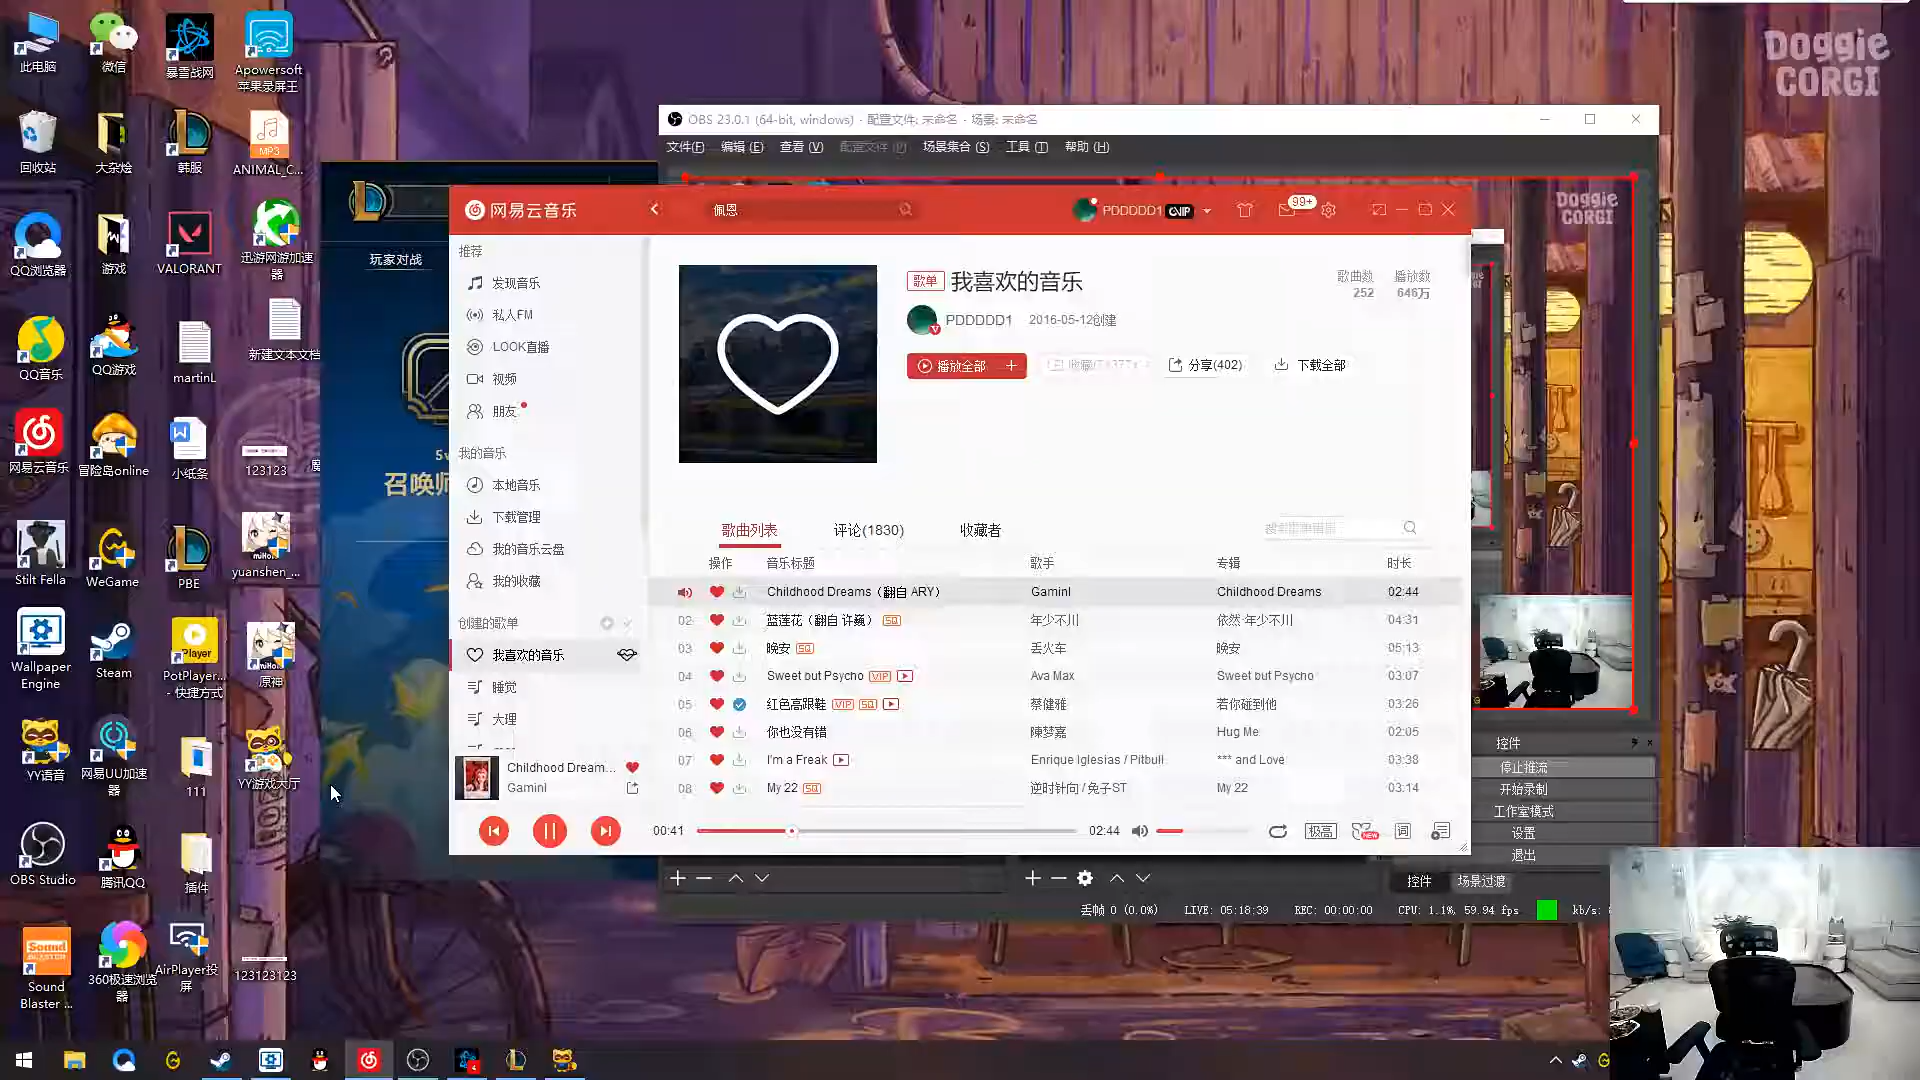 此电脑
微信
暴雪战网
Apowersoft
苹果录屏王
回收站
大杂烩
韩服
MP3
ANIMAL_C...
QQ浏览器
游戏
VALORANT
迅游网游加速
器
QQ音乐
QQ游戏
martinL
新建文本文档
网易云音乐
冒险岛online
小纸条
123123
Stilt Fella
WeGame
PBE
yuanshen_...
Wallpaper
Engine
Steam
Player
PotPlayer...
- 快捷方式
原神
YY语音
网易UU加速
器
111
YY游戏大厅
OBS Studio
腾讯QQ
插件
Sound
BLASTER
Sound
Blaster ...
360极速浏览
器
AirPlayer投
屏
123123123
Doggie
CORGI
OBS 23.0.1 (64-bit, windows) - 配置文件: 未命名 - 场景: 未命名
文件(F) 编辑 (E) 查看 (V) 配置文件 (P) 场景集合 (S) 工具 (T) 帮助 (H)
Doggie
CORGI
玩家对战
召唤师
网易云音乐
佩恩
PDDDDD1
VIP
99+
推荐
发现音乐
私人FM
LOOK直播
视频
朋友
我的音乐
本地音乐
下载管理
我的音乐云盘
我的收藏
创建的歌单
我喜欢的音乐
睡觉
大理
Childhood Dream...
Gaminl
歌单 我喜欢的音乐
歌曲数 播放数
252 646万
PDDDDD1 2016-05-12创建
播放全部
分享(402)
下载全部
歌曲列表 评论(1830) 收藏者
操作 音乐标题 歌手 专辑 时长
Childhood Dreams（翻自 ARY） Gaminl Childhood Dreams 02:44
02 蓝莲花（翻自 许巍） SQ 年少不川 依然·年少不川 04:31
03 晚安 SQ 丢火车 晚安 05:13
04 Sweet but Psycho VIP Ava Max Sweet but Psycho 03:07
05 红色高跟鞋 VIP SQ 蔡健雅 若你碰到他 03:26
06 你也没有错 陳梦嘉 Hug Me 02:05
07 I'm a Freak Enrique Iglesias / Pitbull *** and Love 03:38
08 My 22 SQ 逆时针向 / 兔子ST My 22 03:14
00:41 02:44 极高 NEW 词
控件
停止推流
开始录制
工作室模式
设置
退出
控件 场景过渡
丢帧 0 (0.0%) LIVE: 05:18:39 REC: 00:00:00 CPU: 1.1%, 59.94 fps kb/s: